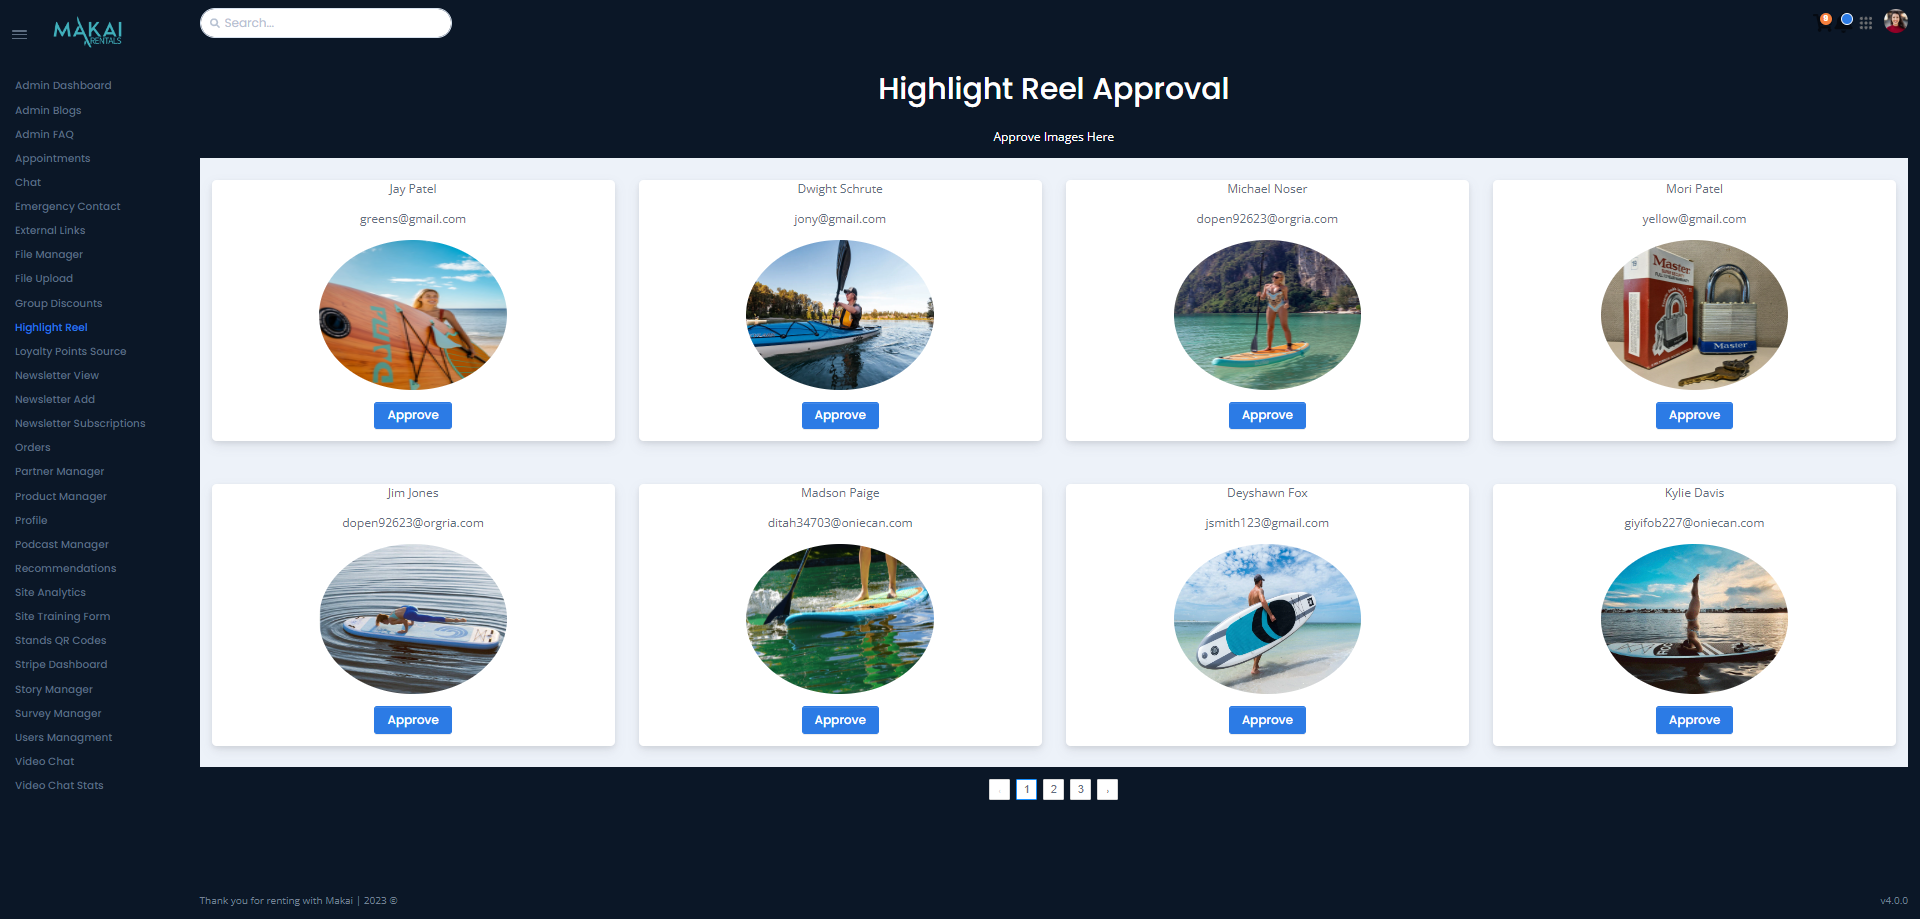 MAKAI
RENTALS
Search...
8
Admin Dashboard
Admin Blogs
Admin FAQ
Appointments
Chat
Emergency Contact
External Links
File Manager
File Upload
Group Discounts
Highlight Reel
Loyalty Points Source
Newsletter View
Newsletter Add
Newsletter Subscriptions
Orders
Partner Manager
Product Manager
Profile
Podcast Manager
Recommendations
Site Analytics
Site Training Form
Stands QR Codes
Stripe Dashboard
Story Manager
Survey Manager
Users Managment
Video Chat
Video Chat Stats
Highlight Reel Approval
Approve Images Here
Jay Patel
greens@gmail.com
Approve
Dwight Schrute
jony@gmail.com
Approve
Michael Noser
dopen92623@orgria.com
Approve
Mori Patel
yellow@gmail.com
Master
Master
Approve
Jim Jones
dopen92623@orgria.com
Approve
Madson Paige
ditah34703@oniecan.com
Approve
Deyshawn Fox
jsmith123@gmail.com
Approve
Kylie Davis
giyifob227@oniecan.com
Approve
‹ 1 2 3 ›
Thank you for renting with Makai | 2023 ©
v4.0.0